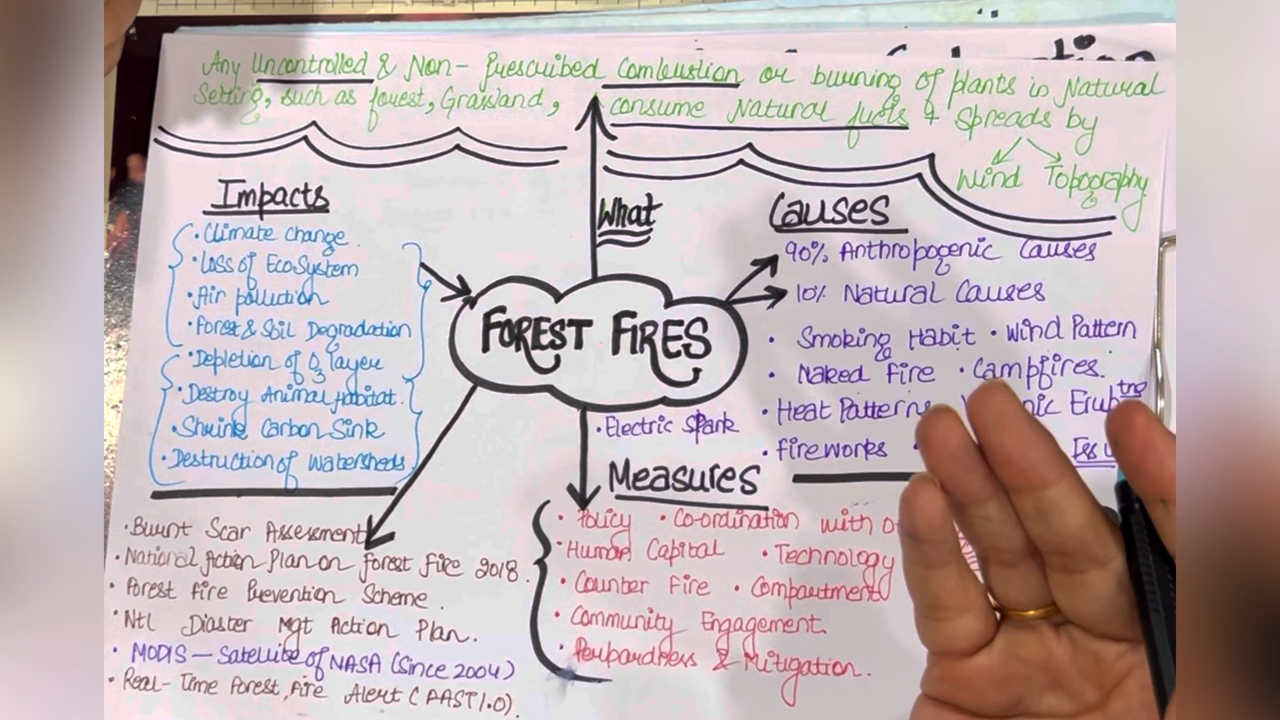 Any Uncontrolled & Non-Prescribed Combustion or burning of plants in Natural
Setting, such as forest, Grassland, consume Natural fuels + Spreads by
Wind Topography
Impacts
• Climate change
• Loss of EcoSystem
• Air pollution
• Forest & Soil Degradation
• Depletion of O3 layer
• Destroy Animal Habitat.
• Shrink Carbon Sink
• Destruction of Watersheds
What
FOREST FIRES
Causes
90% Anthropogenic Causes
10% Natural Causes
• Smoking Habit • Wind Pattern
• Naked Fire • Campfires.
• Heat Patterns
• Electric Spark
• Fireworks
Measures
• Policy • Co-ordination with
• Human Capital • Technology
• Counter Fire • Compartment
• Community Engagement.
• Perpardness & Mitigation.
• Burnt Scar Assessment
• National Action Plan on Forest Fire 2018.
• Forest Fire Prevention Scheme.
• Ntl Diaster Mgt Action Plan.
• MODIS – Satellite of NASA (Since 2004)
• Real-Time Forest Fire Alert (FAST 1.0).